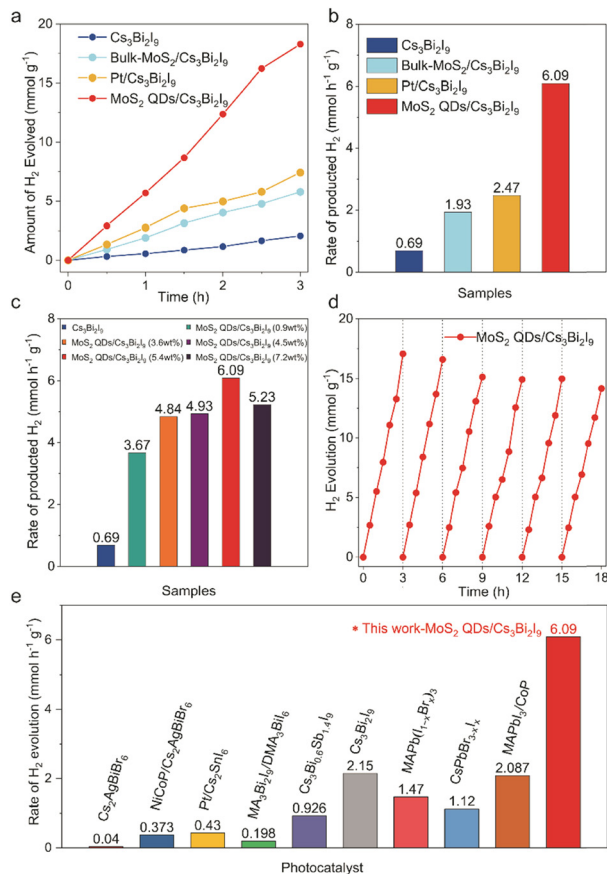 a
Amount of H₂ Evolved (mmol g⁻¹)
20
15
10
5
0
Cs₃Bi₂I₉
Bulk-MoS₂/Cs₃Bi₂I₉
Pt/Cs₃Bi₂I₉
MoS₂ QDs/Cs₃Bi₂I₉
0 1 2 3
Time (h)
b
Rate of producted H₂ (mmol h⁻¹ g⁻¹)
8
6
4
2
0
Cs₃Bi₂I₉
Bulk-MoS₂/Cs₃Bi₂I₉
Pt/Cs₃Bi₂I₉
MoS₂ QDs/Cs₃Bi₂I₉
0.69
1.93
2.47
6.09
Samples
c
Rate of producted H₂ (mmol h⁻¹ g⁻¹)
8
6
4
2
0
Cs₃Bi₂I₉ MoS₂ QDs/Cs₃Bi₂I₉ (0.9wt%)
MoS₂ QDs/Cs₃Bi₂I₉ (3.6wt%) MoS₂ QDs/Cs₃Bi₂I₉ (4.5wt%)
MoS₂ QDs/Cs₃Bi₂I₉ (5.4wt%) MoS₂ QDs/Cs₃Bi₂I₉ (7.2wt%)
0.69
3.67
4.84
4.93
6.09
5.23
Samples
d
H₂ Evolution (mmol g⁻¹)
20
15
10
5
0
MoS₂ QDs/Cs₃Bi₂I₉
0 3 6 9 12 15 18
Time (h)
e
Rate of H₂ evolution (mmol h⁻¹ g⁻¹)
6
4
2
0
* This work-MoS₂ QDs/Cs₃Bi₂I₉
Cs₂AgBiBr₆
0.04
NiCoP/Cs₂AgBiBr₆
0.373
Pt/Cs₂SnI₆
0.43
MA₃Bi₂I₉/DMA₃BiI₆
0.198
Cs₃Bi₀.₆Sb₁.₄I₉
0.926
Cs₃Bi₂I₉
2.15
MAPb(I₁₋ₓBrₓ)₃
1.47
CsPbBr₃₋ₓIₓ
1.12
MAPbI₃/CoP
2.087
6.09
Photocatalyst